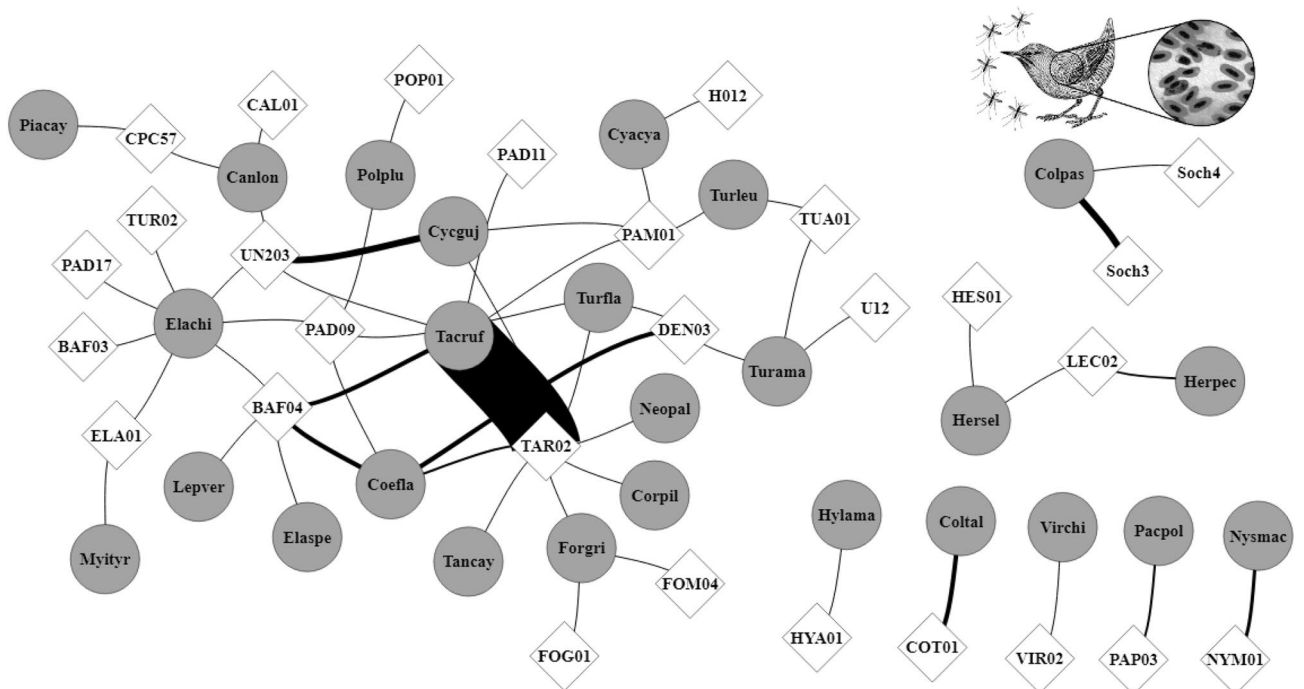 POP01
CAL01
H012
Piacay
CPC57
Cyacya
PAD11
Canlon
Polplu
Colpas
Soch4
Turleu
TUR02
TUA01
Cycguj
PAM01
UN203
PAD17
Soch3
Turfla
HES01
U12
Elachi
PAD09
Tacruf
DEN03
BAF03
LEC02
Turama
Herpec
BAF04
Neopal
Hersel
ELA01
TAR02
Lepver
Coefla
Corpil
Hylama
Coltal
Virchi
Pacpol
Nysmac
Elaspe
Forgri
Myityr
Tancay
FOM04
HYA01
COT01
FOG01
VIR02
PAP03
NYM01